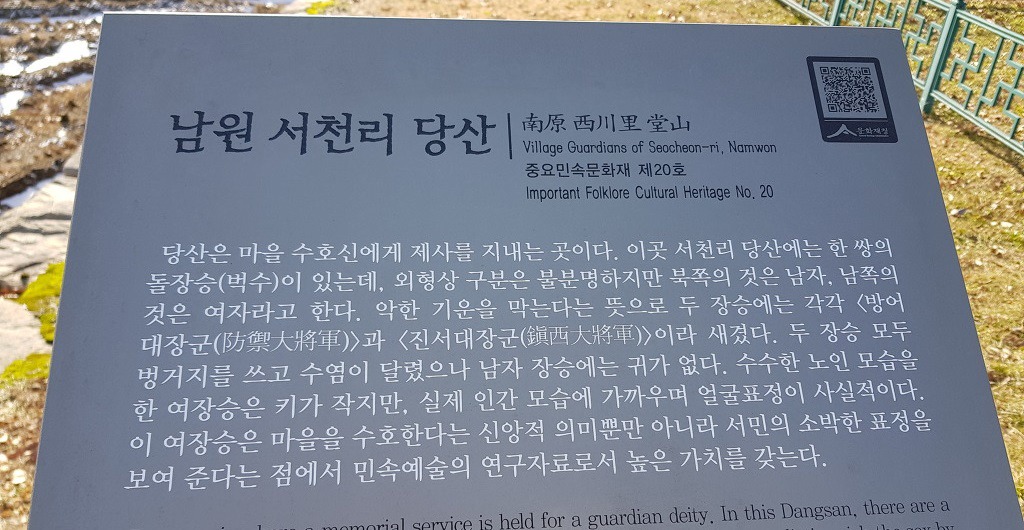 남원 서천리 당산
南原 西川里 堂山
Village Guardians of Seocheon-ri, Namwon
중요민속문화재 제20호
Important Folklore Cultural Heritage No. 20
문화재청
당산은 마을 수호신에게 제사를 지내는 곳이다. 이곳 서천리 당산에는 한 쌍의
돌장승(벅수)이 있는데, 외형상 구분은 불분명하지만 북쪽의 것은 남자, 남쪽의
것은 여자라고 한다. 악한 기운을 막는다는 뜻으로 두 장승에는 각각 〈방어
대장군(防禦大將軍)〉과 〈진서대장군(鎭西大將軍)〉이라 새겼다. 두 장승 모두
벙거지를 쓰고 수염이 달렸으나 남자 장승에는 귀가 없다. 수수한 노인 모습을
한 여장승은 키가 작지만, 실제 인간 모습에 가까우며 얼굴표정이 사실적이다.
이 여장승은 마을을 수호한다는 신앙적 의미뿐만 아니라 서민의 소박한 표정을
보여 준다는 점에서 민속예술의 연구자료로서 높은 가치를 갖는다.
a memorial service is held for a guardian deity. In this Dangsan, there are a